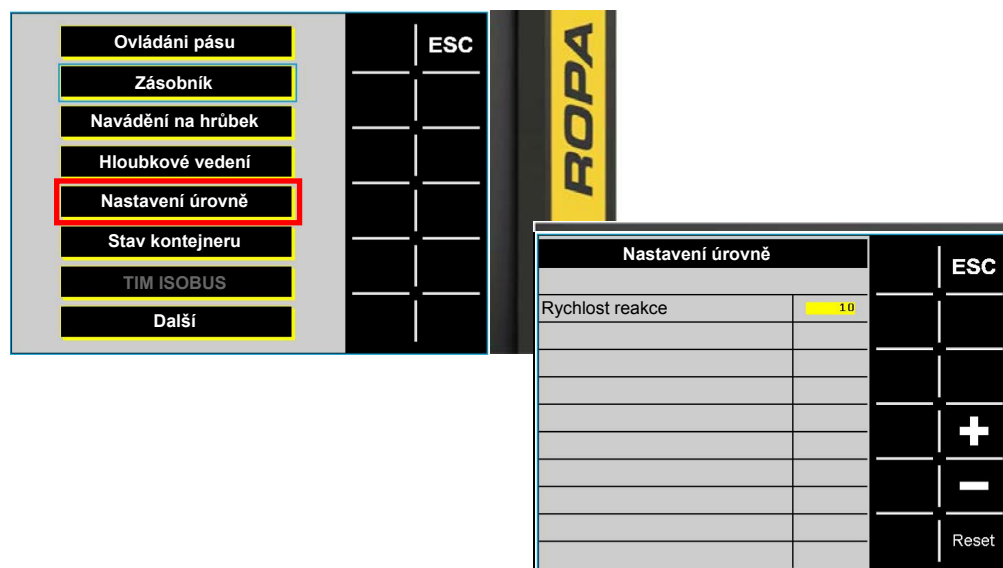 Ovládáni pásu
ESC
Zásobník
Navádění na hrůbek
Hloubkové vedení
Nastavení úrovně
Stav kontejneru
TIM ISOBUS
Další
ROPA
Nastavení úrovně
ESC
Rychlost reakce 10
Reset